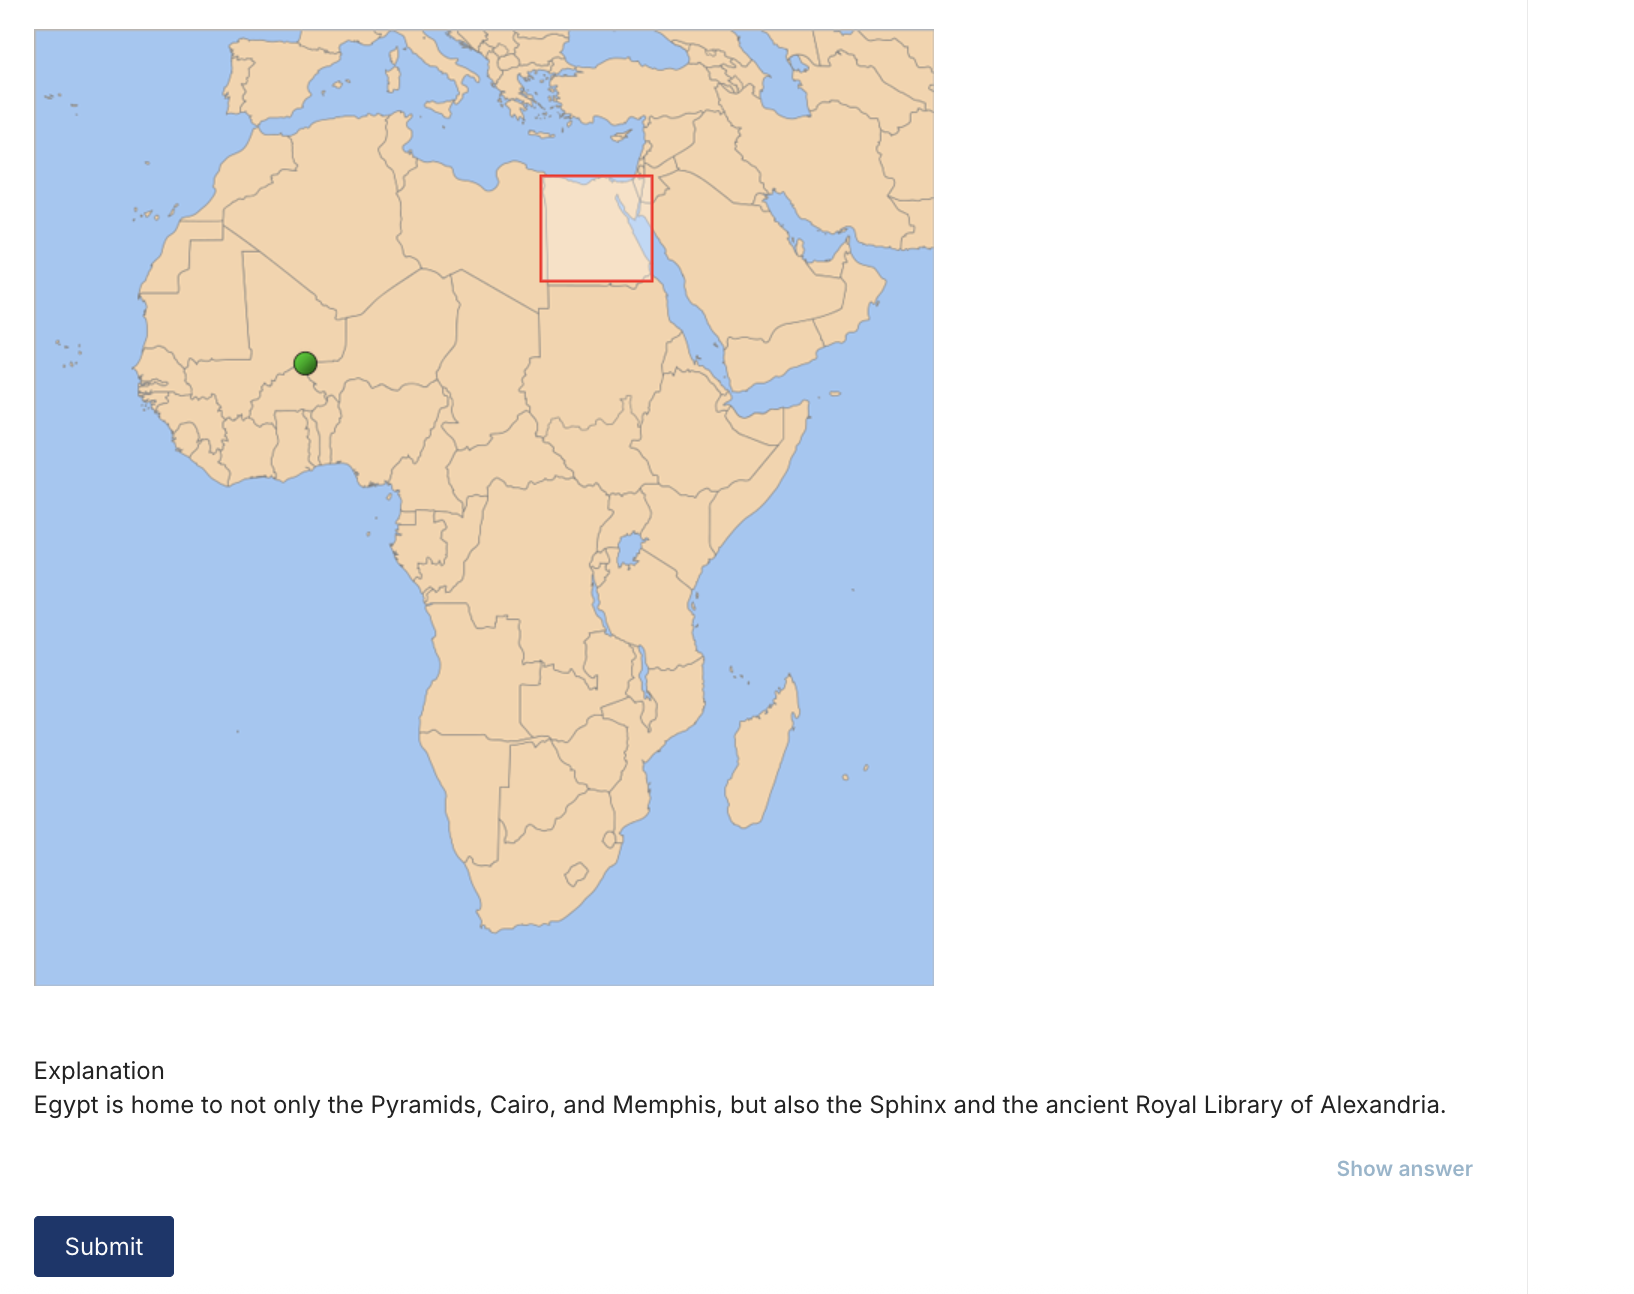 Explanation
Egypt is home to not only the Pyramids, Cairo, and Memphis, but also the Sphinx and the ancient Royal Library of Alexandria.
Show answer
Submit